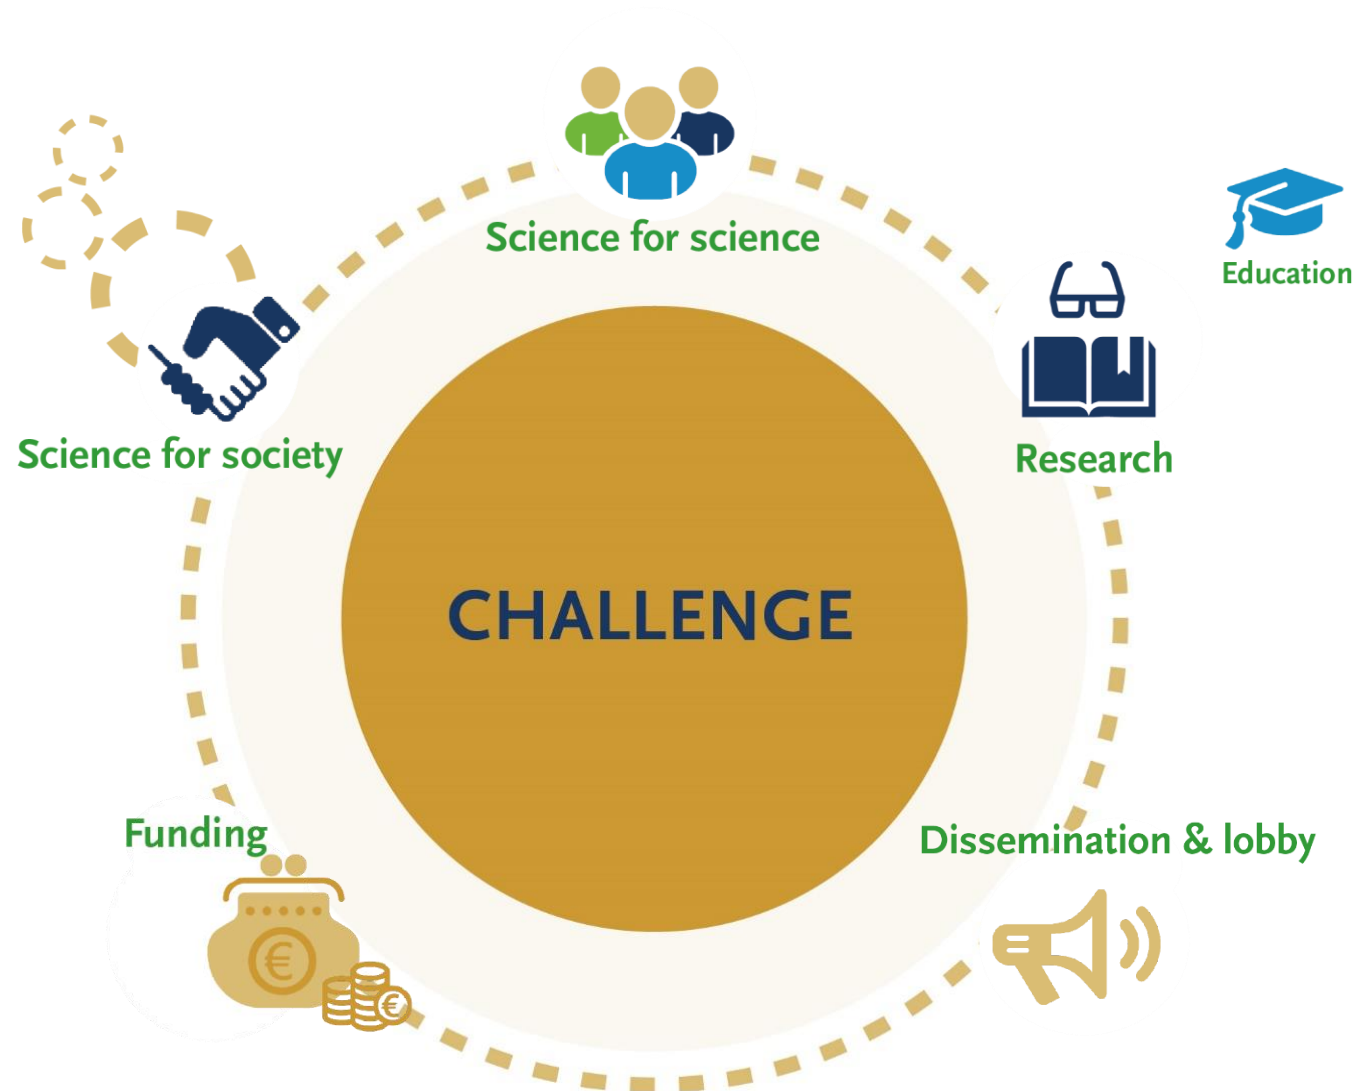 Science for science
Education
Science for society
Research
CHALLENGE
Funding
Dissemination & lobby
€
€